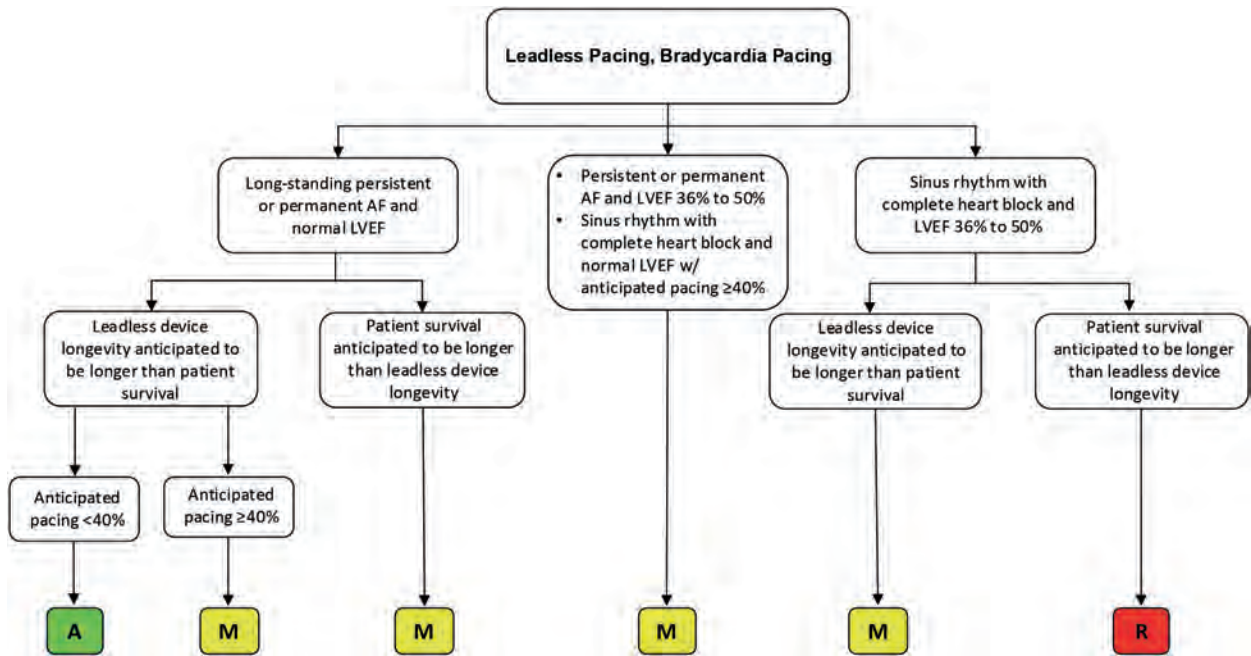 Leadless Pacing, Bradycardia Pacing
Long-standing persistent
or permanent AF and
normal LVEF
• Persistent or permanent
AF and LVEF 36% to 50%
• Sinus rhythm with
complete heart block and
normal LVEF w/
anticipated pacing ≥40%
Sinus rhythm with
complete heart block and
LVEF 36% to 50%
Leadless device
longevity anticipated to
be longer than patient
survival
Patient survival
anticipated to be longer
than leadless device
longevity
Leadless device
longevity anticipated to
be longer than patient
survival
Patient survival
anticipated to be longer
than leadless device
longevity
Anticipated
pacing <40%
Anticipated
pacing ≥40%
A
M
M
M
M
R